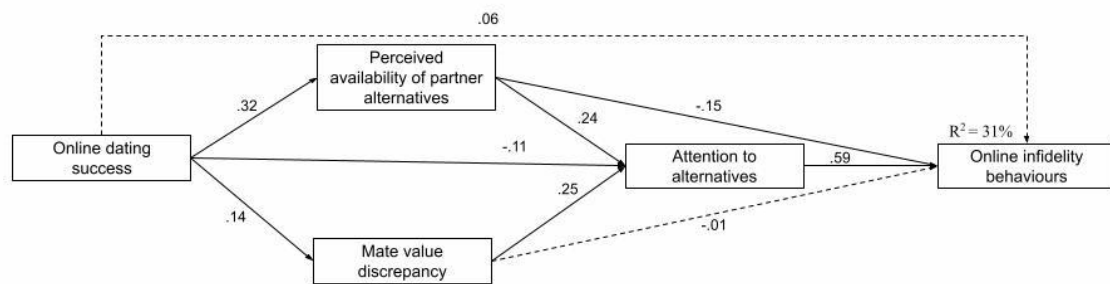 .06
Perceived
availability of partner
alternatives
.32
-.15
.24
R² = 31%
Online dating
success
-.11
Attention to
alternatives
.59
Online infidelity
behaviours
.25
.14
-.01
Mate value
discrepancy